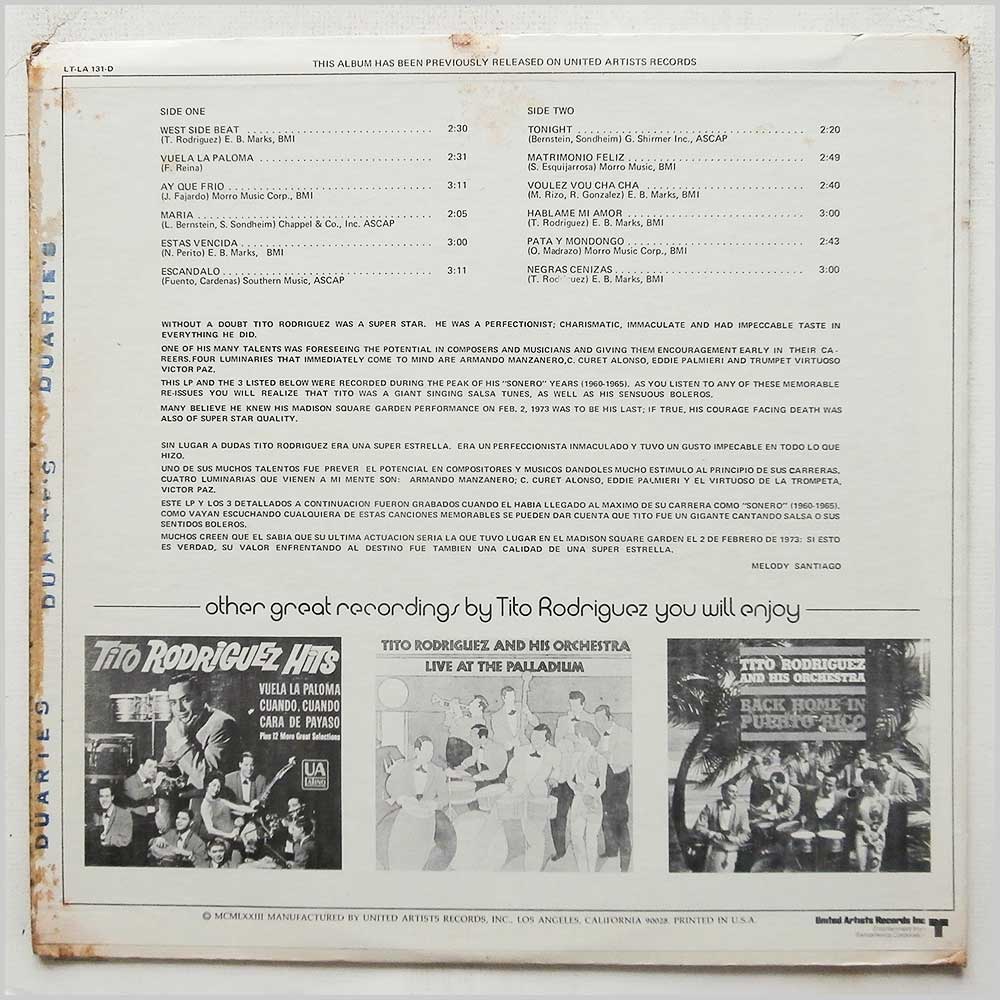 LT-LA 131-D
THIS ALBUM HAS BEEN PREVIOUSLY RELEASED ON UNITED ARTISTS RECORDS
SIDE ONE
WEST SIDE BEAT 2:30
(T. Rodriguez) E. B. Marks, BMI
VUELA LA PALOMA 2:31
(F. Reina)
AY QUE FRIO 3:11
(J. Fajardo) Morro Music Corp., BMI
MARIA 2:05
(L. Bernstein, S. Sondheim) Chappel & Co., Inc. ASCAP
ESTAS VENCIDA 3:00
(N. Perito) E. B. Marks, BMI
ESCANDALO 3:11
(Fuento, Cardenas) Southern Music, ASCAP
SIDE TWO
TONIGHT 2:20
(Bernstein, Sondheim) G. Shirmer Inc., ASCAP
MATRIMONIO FELIZ 2:49
(S. Esquijarrosa) Morro Music, BMI
VOULEZ VOU CHA CHA 2:40
(M. Rizo, R. Gonzalez) E. B. Marks, BMI
HABLAME MI AMOR 3:00
(T. Rodriguez) E. B. Marks, BMI
PATA Y MONDONGO 2:43
(O. Madrazo) Morro Music Corp., BMI
NEGRAS CENIZAS 3:00
(T. Rodriguez) E. B. Marks, BMI
WITHOUT A DOUBT TITO RODRIGUEZ WAS A SUPER STAR. HE WAS A PERFECTIONIST; CHARISMATIC, IMMACULATE AND HAD IMPECCABLE TASTE IN
EVERYTHING HE DID.
ONE OF HIS MANY TALENTS WAS FORESEEING THE POTENTIAL IN COMPOSERS AND MUSICIANS AND GIVING THEM ENCOURAGEMENT EARLY IN THEIR CA-
REERS. FOUR LUMINARIES THAT IMMEDIATELY COME TO MIND ARE ARMANDO MANZANERO, C. CURET ALONSO, EDDIE PALMIERI AND TRUMPET VIRTUOSO
VICTOR PAZ.
THIS LP AND THE 3 LISTED BELOW WERE RECORDED DURING THE PEAK OF HIS "SONERO" YEARS (1960-1965). AS YOU LISTEN TO ANY OF THESE MEMORABLE
RE-ISSUES YOU WILL REALIZE THAT TITO WAS A GIANT SINGING SALSA TUNES, AS WELL AS HIS SENSUOUS BOLEROS.
MANY BELIEVE HE KNEW HIS MADISON SQUARE GARDEN PERFORMANCE ON FEB. 2, 1973 WAS TO BE HIS LAST; IF TRUE, HIS COURAGE FACING DEATH WAS
ALSO OF SUPER STAR QUALITY.
SIN LUGAR A DUDAS TITO RODRIGUEZ ERA UNA SUPER ESTRELLA. ERA UN PERFECCIONISTA INMACULADO Y TUVO UN GUSTO IMPECABLE EN TODO LO QUE
HIZO.
UNO DE SUS MUCHOS TALENTOS FUE PREVER EL POTENCIAL EN COMPOSITORES Y MUSICOS DANDOLES MUCHO ESTIMULO AL PRINCIPIO DE SUS CARRERAS.
CUATRO LUMINARIAS QUE VIENEN A MI MENTE SON: ARMANDO MANZANERO; C. CURET ALONSO, EDDIE PALMIERI Y EL VIRTUOSO DE LA TROMPETA,
VICTOR PAZ.
ESTE LP Y LOS 3 DETALLADOS A CONTINUACION FUERON GRABADOS CUANDO EL HABIA LLEGADO AL MAXIMO DE SU CARRERA COMO "SONERO" (1960-1965).
COMO VAYAN ESCUCHANDO CUALQUIERA DE ESTAS CANCIONES MEMORABLES SE PUEDEN DAR CUENTA QUE TITO FUE UN GIGANTE CANTANDO SALSA O SUS
SENTIDOS BOLEROS.
MUCHOS CREEN QUE EL SABIA QUE SU ULTIMA ACTUACION SERIA LA QUE TUVO LUGAR EN EL MADISON SQUARE GARDEN EL 2 DE FEBRERO DE 1973: SI ESTO
ES VERDAD, SU VALOR ENFRENTANDO AL DESTINO FUE TAMBIEN UNA CALIDAD DE UNA SUPER ESTRELLA.
MELODY SANTIAGO
DUARTE'S
DUARTE'S
DUARTE'S
other great recordings by Tito Rodriguez you will enjoy
TITO RODRIGUEZ HITS
VUELA LA PALOMA
CUANDO, CUANDO
CARA DE PAYASO
Plus 12 More Great Selections
UA
LATINO
TITO RODRIGUEZ AND HIS ORCHESTRA
LIVE AT THE PALLADIUM
TITO RODRIGUEZ
AND HIS ORCHESTRA
BACK HOME IN
PUERTO RICO
© MCMLXXIII MANUFACTURED BY UNITED ARTISTS RECORDS, INC., LOS ANGELES, CALIFORNIA 90028. PRINTED IN U.S.A.
United Artists Records Inc
Entertainment from
Transamerica Corporation